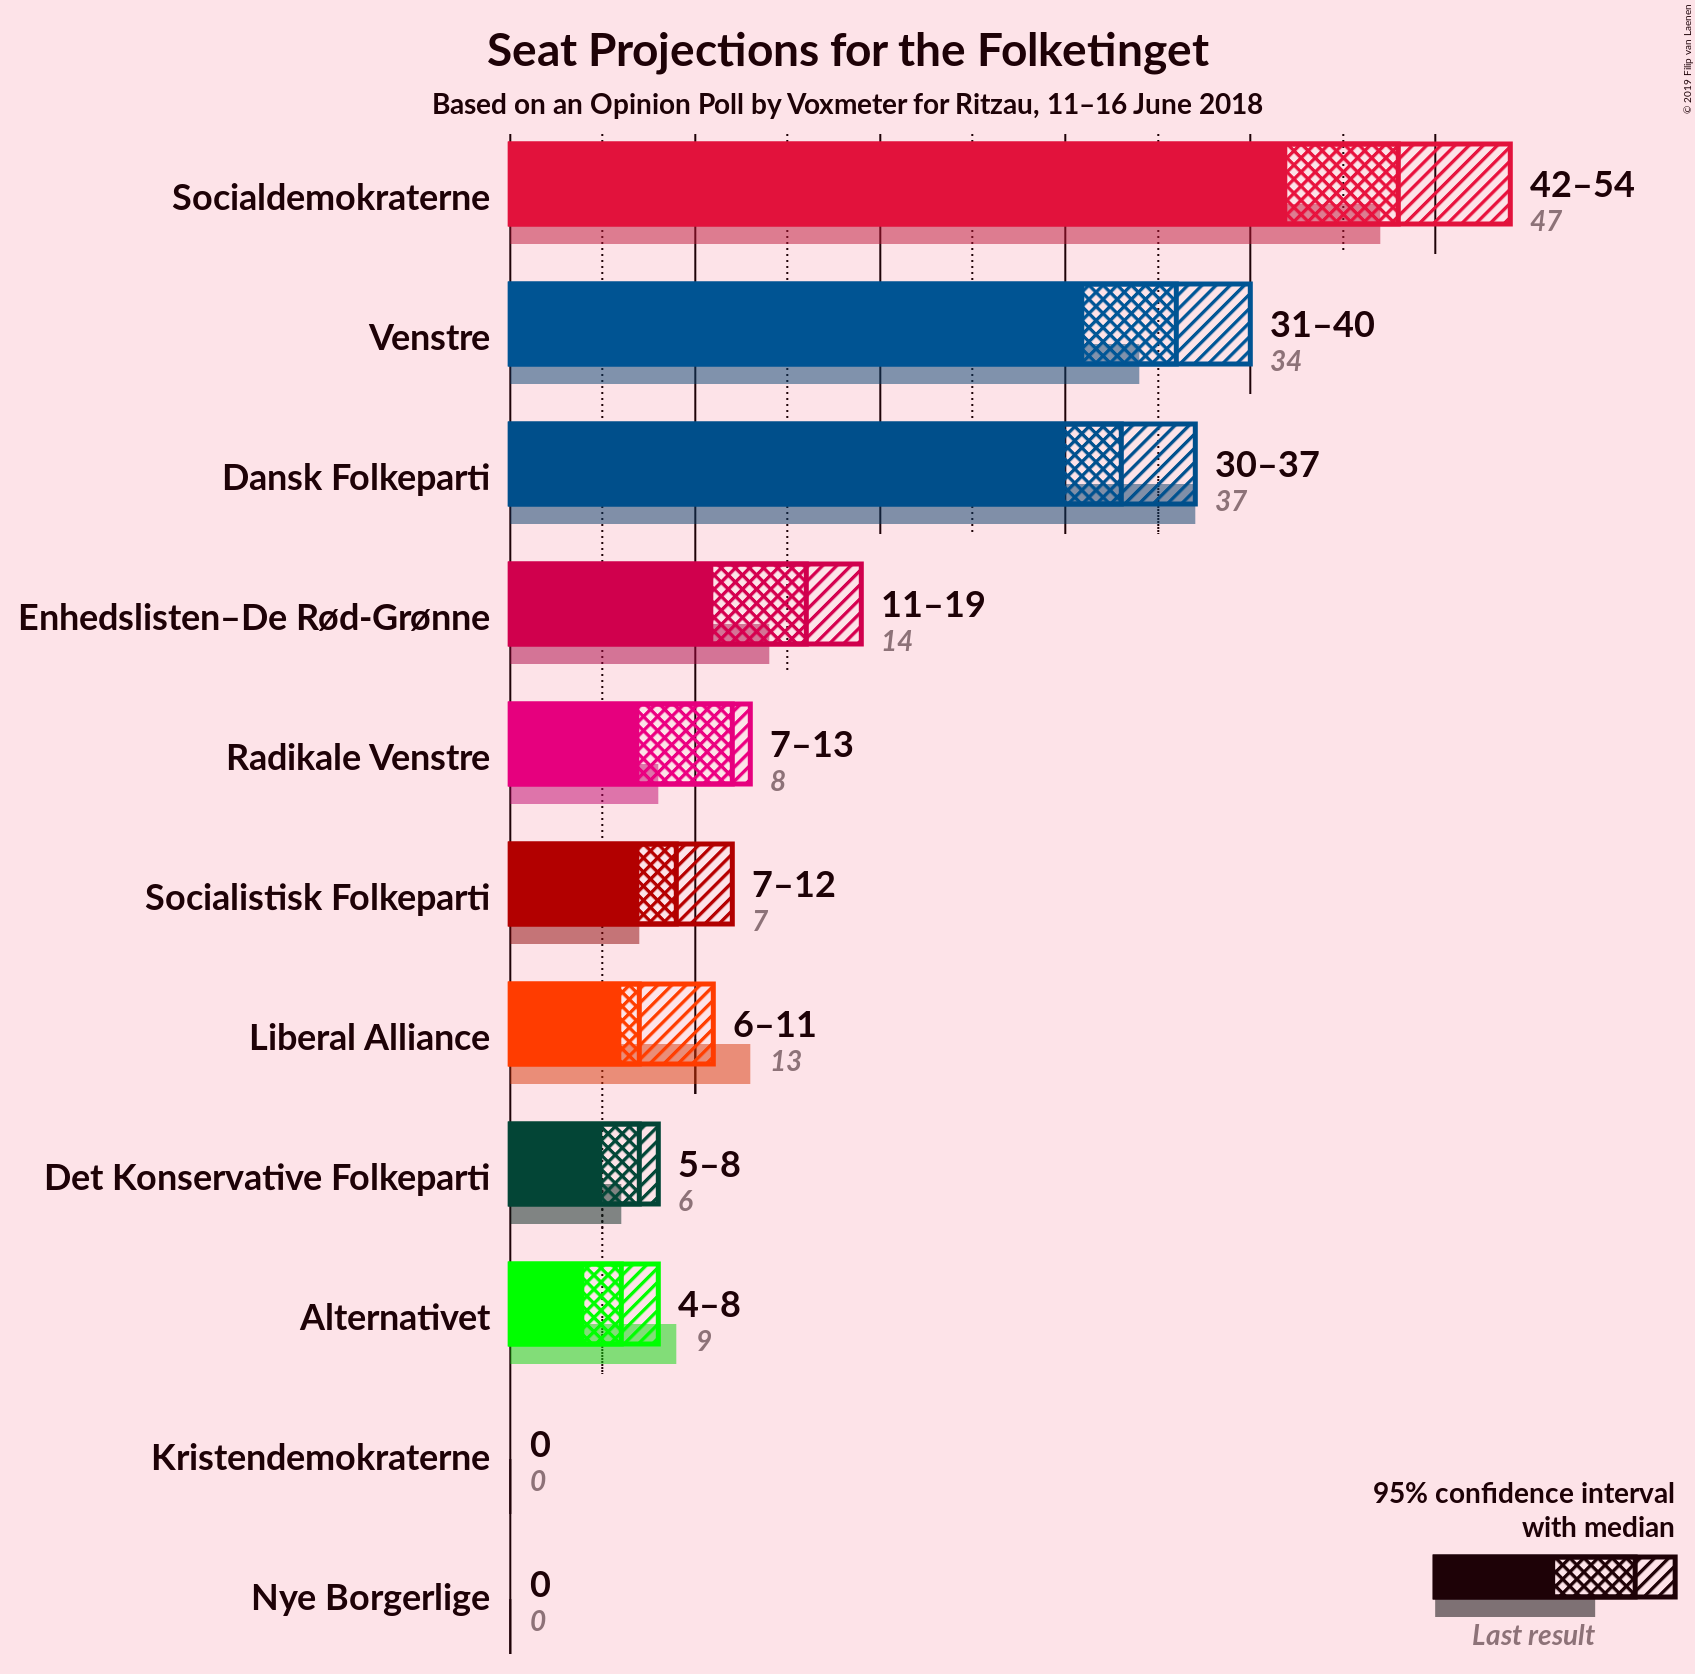 Seat Projections for the Folketinget
Based on an Opinion Poll by Voxmeter for Ritzau, 11–16 June 2018
© 2019 Filip van Laenen
Socialdemokraterne
42–54
47
Venstre
31–40
34
Dansk Folkeparti
30–37
37
Enhedslisten–De Rød-Grønne
11–19
14
Radikale Venstre
7–13
8
Socialistisk Folkeparti
7–12
7
Liberal Alliance
6–11
13
Det Konservative Folkeparti
5–8
6
Alternativet
4–8
9
Kristendemokraterne
0
0
Nye Borgerlige
0
0
95% confidence interval
with median
Last result